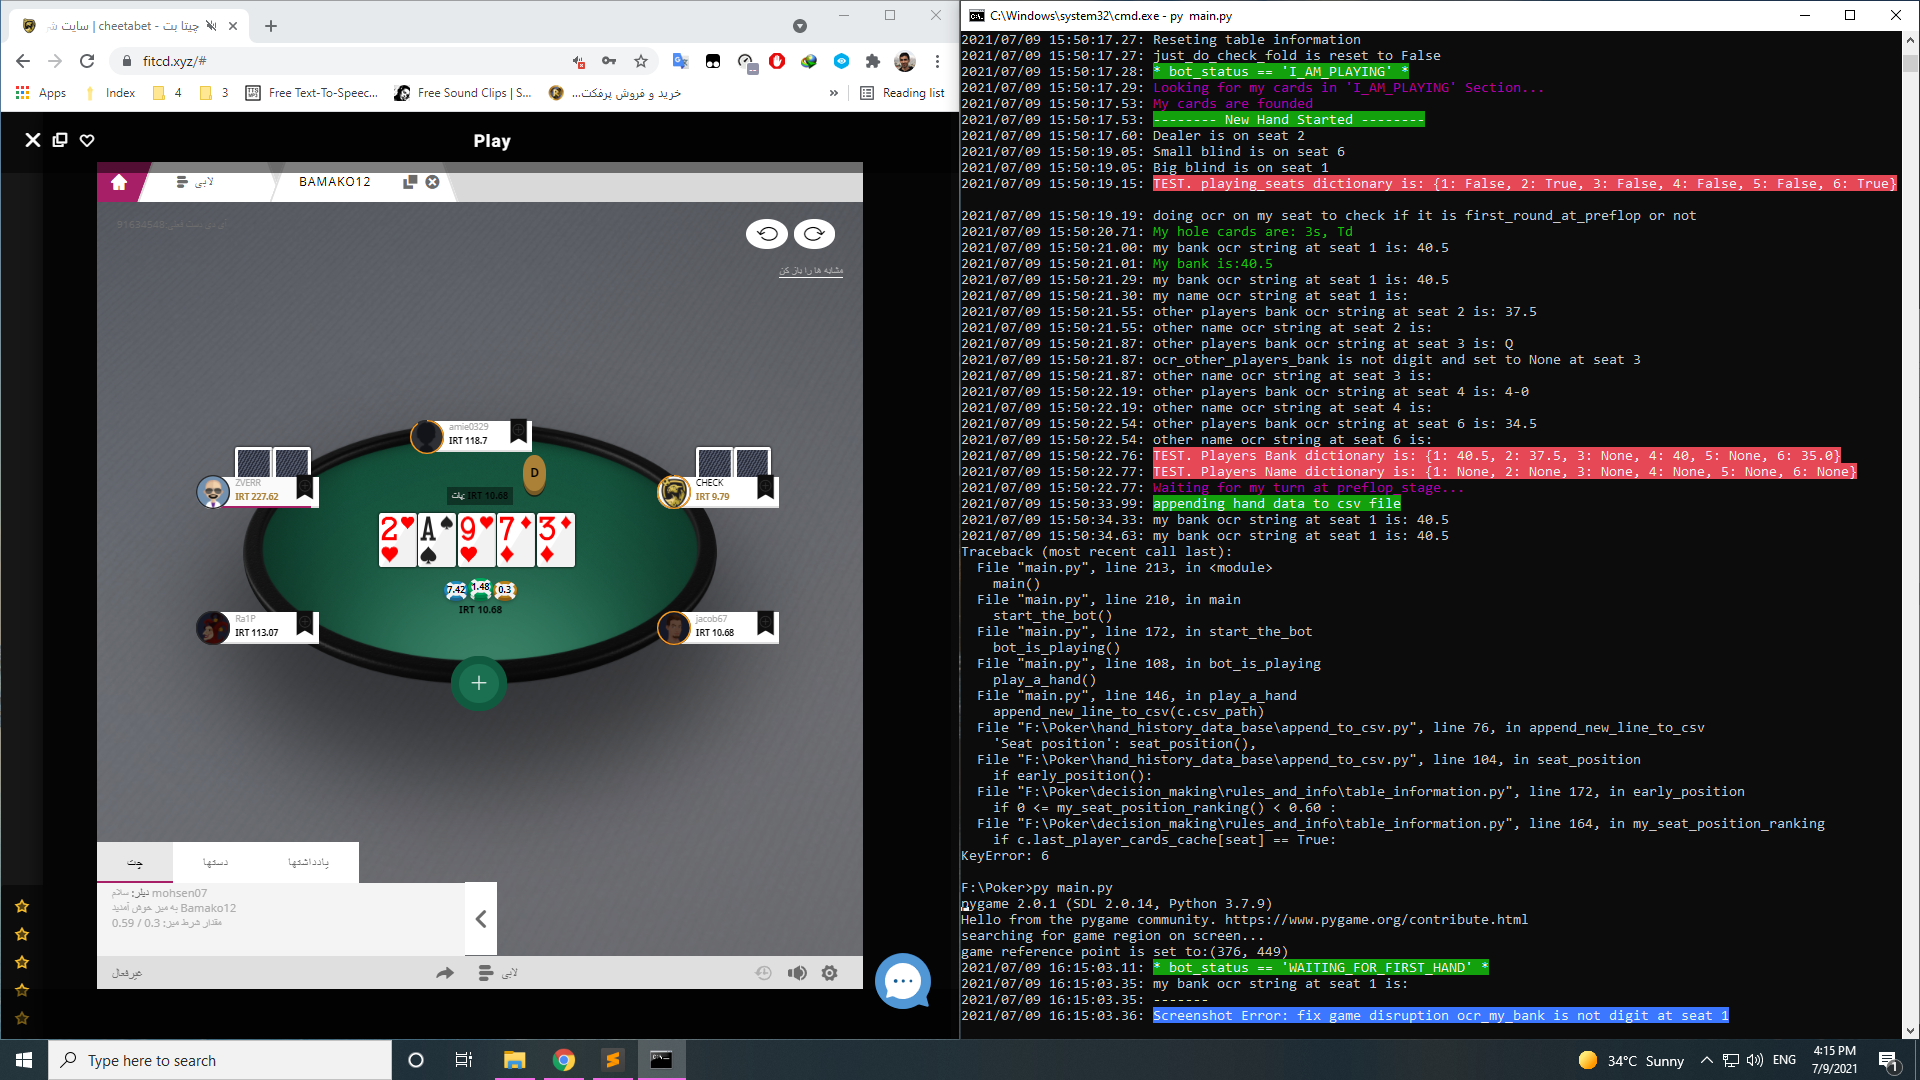 چیتا بت - cheetabet | سایت شر
fitcd.xyz/#
Apps
Index
4
3
Free Text-To-Speec...
Free Sound Clips | S...
خرید و فروش پرفکت...
»
Reading list
Play
لابی
BAMAKO12
مشابه ها را باز کن
amie0329
IRT 118.7
D
ZVERR
IRT 227.62
CHECK
IRT 9.79
پات: IRT 10.68
2 A 9 7 3
7.42 1.48 0.3
IRT 10.68
Ra1P
IRT 113.07
jacob67
IRT 10.68
+
چت
دستها
یادداشتها
دیلر: سلام mohsen07
به میز خوش آمدید Bamako12
مقدار شرط میز: 0.3 / 0.59
غیرفعال
لابی
C:\Windows\system32\cmd.exe - py main.py
2021/07/09 15:50:17.27: Reseting table information
2021/07/09 15:50:17.27: just_do_check_fold is reset to False
2021/07/09 15:50:17.28: * bot_status == 'I_AM_PLAYING' *
2021/07/09 15:50:17.29: Looking for my cards in 'I_AM_PLAYING' Section...
2021/07/09 15:50:17.53: My cards are founded
2021/07/09 15:50:17.53: -------- New Hand Started --------
2021/07/09 15:50:17.60: Dealer is on seat 2
2021/07/09 15:50:19.05: Small blind is on seat 6
2021/07/09 15:50:19.05: Big blind is on seat 1
2021/07/09 15:50:19.15: TEST. playing_seats dictionary is: {1: False, 2: True, 3: False, 4: False, 5: False, 6: True}
2021/07/09 15:50:19.19: doing ocr on my seat to check if it is first_round_at_preflop or not
2021/07/09 15:50:20.71: My hole cards are: 3s, Td
2021/07/09 15:50:21.00: my bank ocr string at seat 1 is: 40.5
2021/07/09 15:50:21.01: My bank is:40.5
2021/07/09 15:50:21.29: my bank ocr string at seat 1 is: 40.5
2021/07/09 15:50:21.30: my name ocr string at seat 1 is:
2021/07/09 15:50:21.55: other players bank ocr string at seat 2 is: 37.5
2021/07/09 15:50:21.55: other name ocr string at seat 2 is:
2021/07/09 15:50:21.87: other players bank ocr string at seat 3 is: Q
2021/07/09 15:50:21.87: ocr_other_players_bank is not digit and set to None at seat 3
2021/07/09 15:50:21.87: other name ocr string at seat 3 is:
2021/07/09 15:50:22.19: other players bank ocr string at seat 4 is: 4-0
2021/07/09 15:50:22.19: other name ocr string at seat 4 is:
2021/07/09 15:50:22.54: other players bank ocr string at seat 6 is: 34.5
2021/07/09 15:50:22.54: other name ocr string at seat 6 is:
2021/07/09 15:50:22.76: TEST. Players Bank dictionary is: {1: 40.5, 2: 37.5, 3: None, 4: 40, 5: None, 6: 35.0}
2021/07/09 15:50:22.77: TEST. Players Name dictionary is: {1: None, 2: None, 3: None, 4: None, 5: None, 6: None}
2021/07/09 15:50:22.77: Waiting for my turn at preflop_stage...
2021/07/09 15:50:33.99: appending hand data to csv file
2021/07/09 15:50:34.33: my bank ocr string at seat 1 is: 40.5
2021/07/09 15:50:34.63: my bank ocr string at seat 1 is: 40.5
Traceback (most recent call last):
File "main.py", line 213, in <module>
main()
File "main.py", line 210, in main
start_the_bot()
File "main.py", line 172, in start_the_bot
bot_is_playing()
File "main.py", line 108, in bot_is_playing
play_a_hand()
File "main.py", line 146, in play_a_hand
append_new_line_to_csv(c.csv_path)
File "F:\Poker\hand_history_data_base\append_to_csv.py", line 76, in append_new_line_to_csv
'Seat position': seat_position(),
File "F:\Poker\hand_history_data_base\append_to_csv.py", line 104, in seat_position
if early_position():
File "F:\Poker\decision_making\rules_and_info\table_information.py", line 172, in early_position
if 0 <= my_seat_position_ranking() < 0.60 :
File "F:\Poker\decision_making\rules_and_info\table_information.py", line 164, in my_seat_position_ranking
if c.last_player_cards_cache[seat] == True:
KeyError: 6
F:\Poker>py main.py
pygame 2.0.1 (SDL 2.0.14, Python 3.7.9)
Hello from the pygame community. https://www.pygame.org/contribute.html
searching for game region on screen...
game reference point is set to:(376, 449)
2021/07/09 16:15:03.11: * bot_status == 'WAITING_FOR_FIRST_HAND' *
2021/07/09 16:15:03.35: my bank ocr string at seat 1 is:
2021/07/09 16:15:03.35: -------
2021/07/09 16:15:03.36: Screenshot Error: fix game disruption ocr_my_bank is not digit at seat 1
Type here to search
34°C Sunny
ENG
4:15 PM
7/9/2021
1